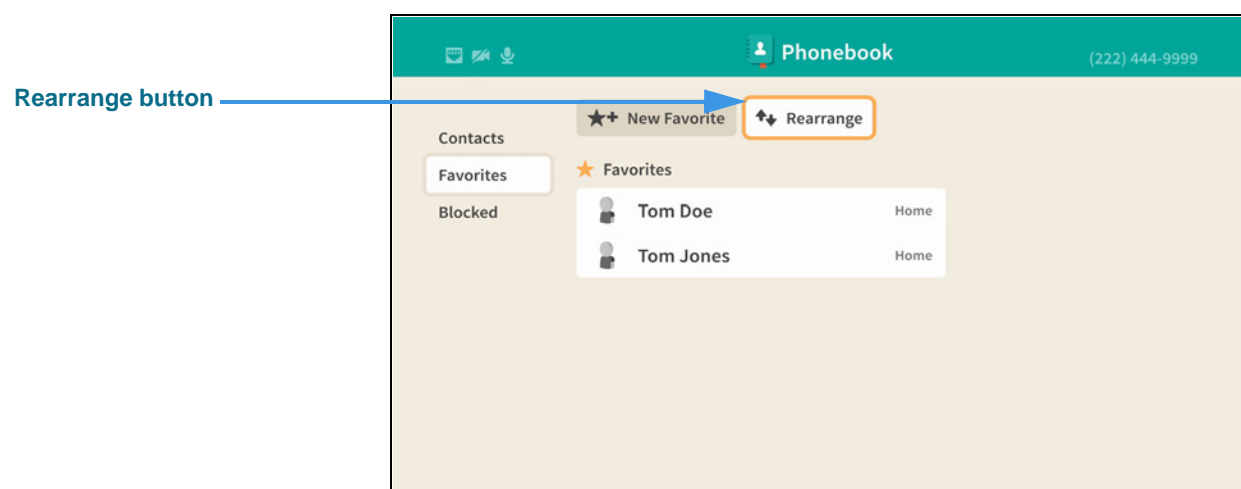 Phonebook
(222) 444-9999
Rearrange button
New Favorite
Rearrange
Contacts
Favorites
Blocked
Favorites
Tom Doe Home
Tom Jones Home